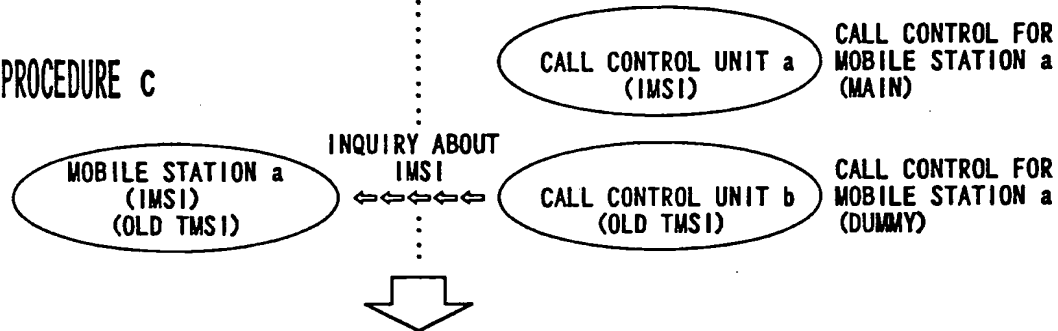 PROCEDURE c
CALL CONTROL UNIT a
(IMSI)
CALL CONTROL FOR
MOBILE STATION a
(MAIN)
MOBILE STATION a
(IMSI)
(OLD TMSI)
INQUIRY ABOUT
IMSI
CALL CONTROL UNIT b
(OLD TMSI)
CALL CONTROL FOR
MOBILE STATION a
(DUMMY)